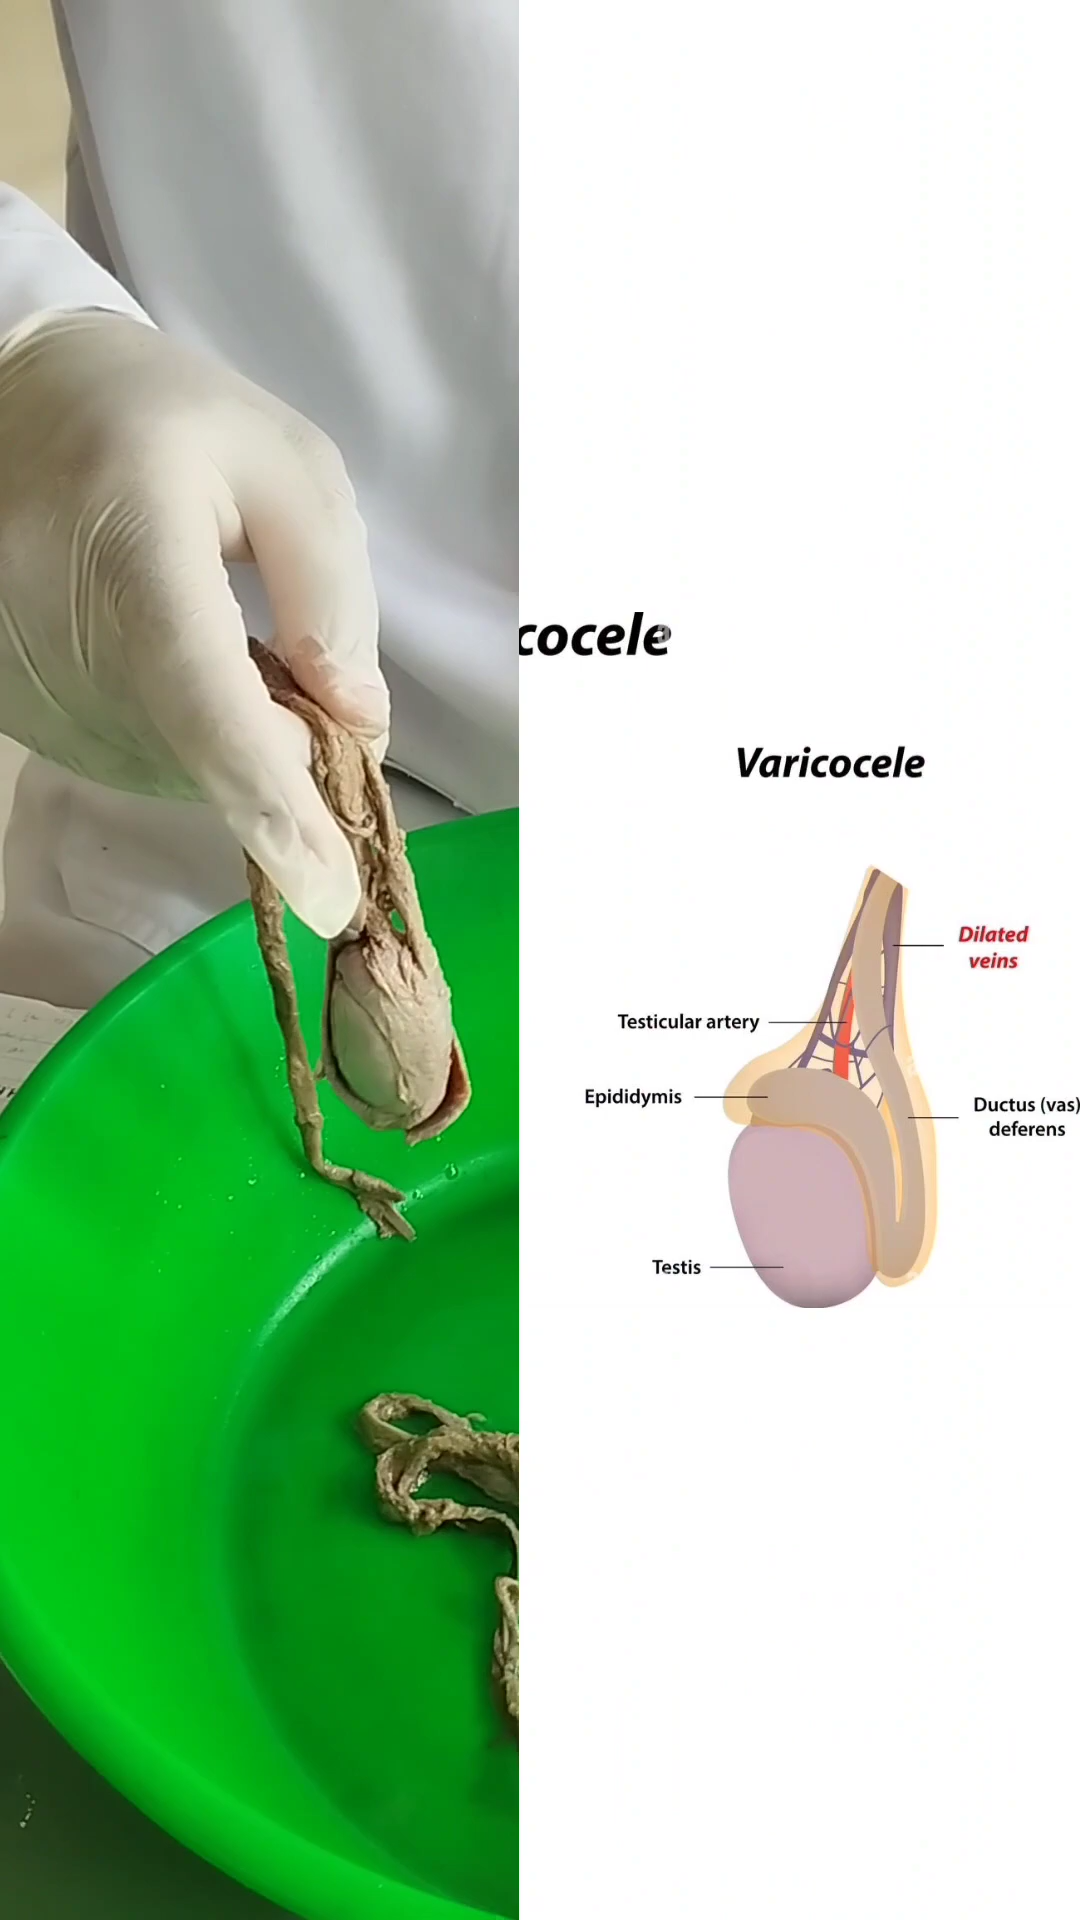 cocele
Varicocele
Dilated
veins
Testicular artery
Epididymis
Ductus (vas)
deferens
Testis